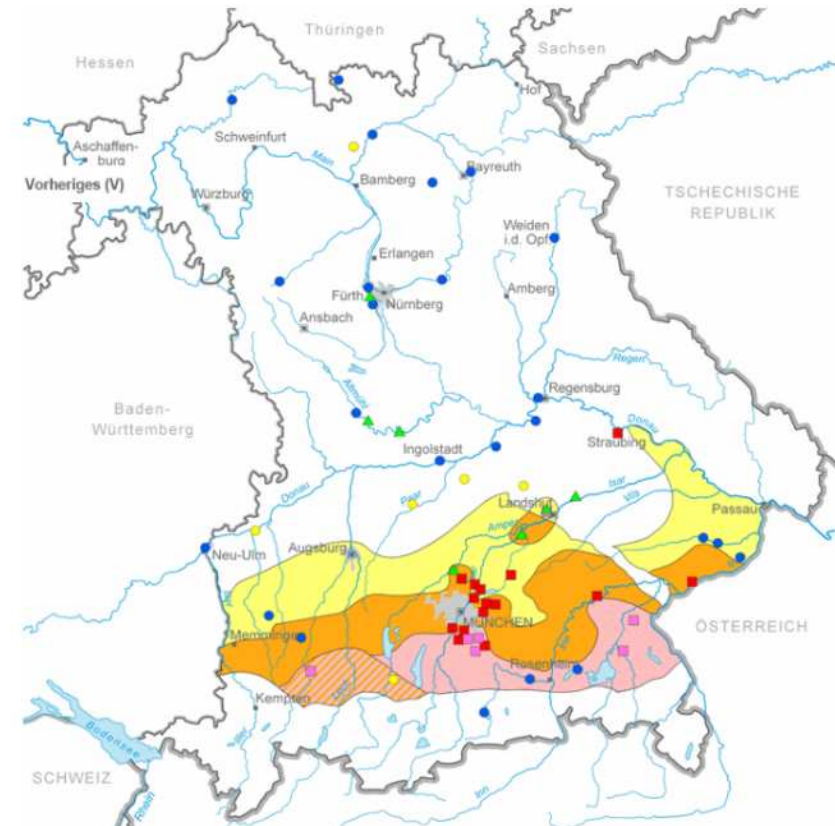 Thüringen
Hessen
Sachsen
Hof
Schweinfurt
Aschaffen-
burg
Main
Bayreuth
Vorheriges (V)
Bamberg
Würzburg
TSCHECHISCHE
REPUBLIK
Weiden
i.d. Opf.
Erlangen
Fürth
Nürnberg
Amberg
Ansbach
Regen
Altmühl
Regensburg
Baden-
Württemberg
Donau
Straubing
Ingolstadt
Isar
Donau
Paar
Vils
Landshut
Passau
Amper
Augsburg
Neu-Ulm
MÜNCHEN
ÖSTERREICH
Memmingen
Rosenheim
Kempten
Bodensee
SCHWEIZ
Inn
Rhein